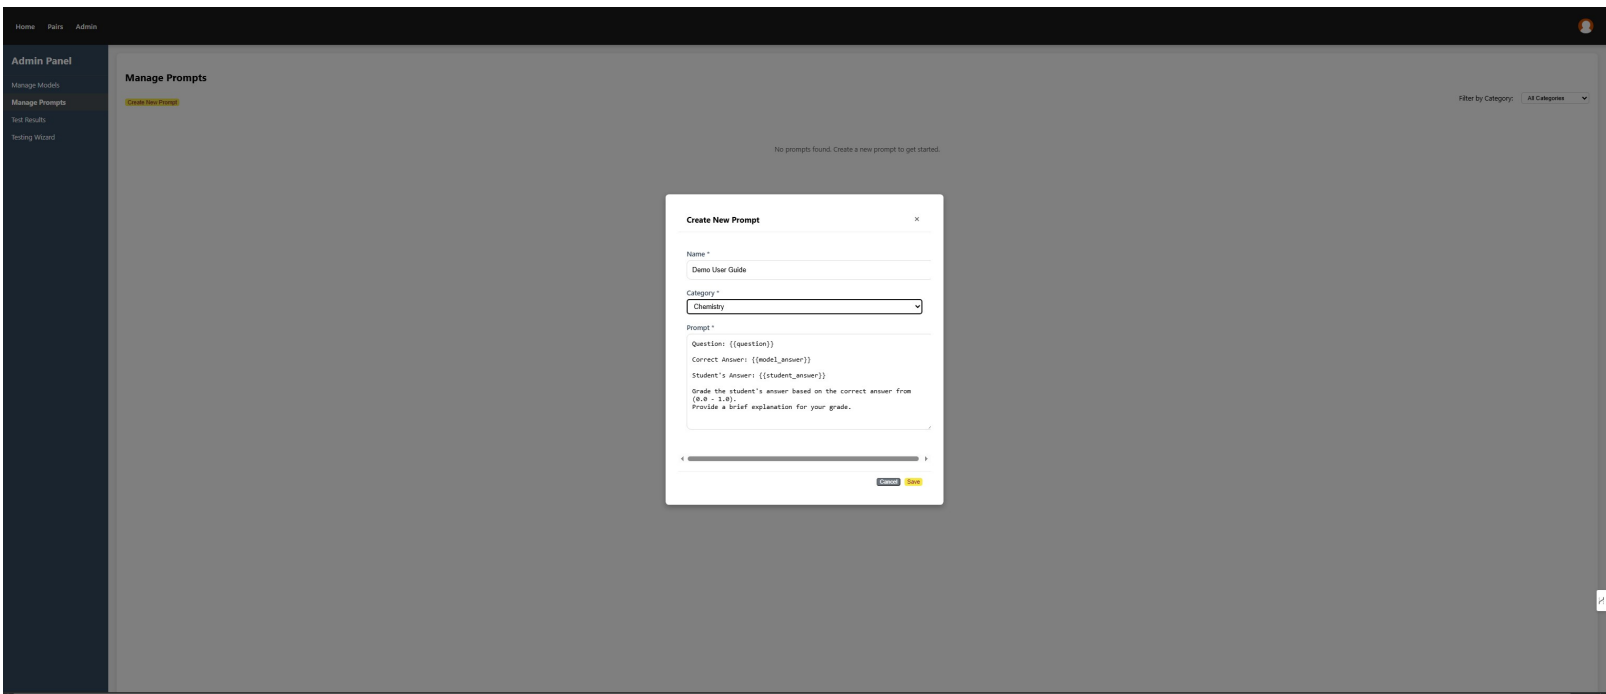 Home Pairs Admin
Admin Panel
Manage Models
Manage Prompts
Test Results
Testing Wizard
Manage Prompts
Create New Prompt
Filter by Category: All Categories
No prompts found. Create a new prompt to get started.
Create New Prompt ×
Name *
Demo User Guide
Category *
Chemistry
Prompt *
Question: {{question}}
Correct Answer: {{model_answer}}
Student's Answer: {{student_answer}}
Grade the student's answer based on the correct answer from
(0.0 - 1.0).
Provide a brief explanation for your grade.
Cancel Save